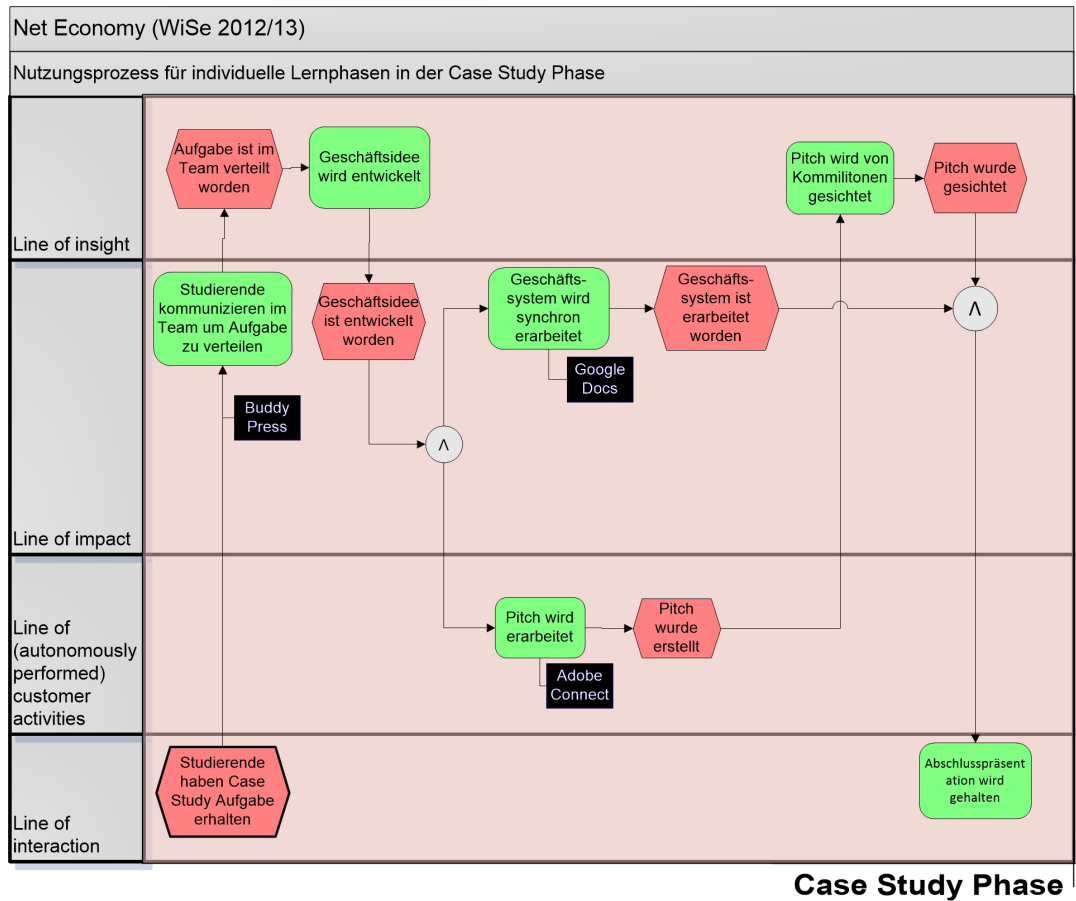 Net Economy (WiSe 2012/13)
Nutzungsprozess für individuelle Lernphasen in der Case Study Phase
Line of insight
Aufgabe ist im
Team verteilt
worden
Geschäftsidee
wird entwickelt
Pitch wird von
Kommilitonen
gesichtet
Pitch wurde
gesichtet
Line of impact
Studierende
kommunizieren im
Team um Aufgabe
zu verteilen
Buddy
Press
Geschäftsidee
ist entwickelt
worden
Λ
Geschäfts-
system wird
synchron
erarbeitet
Google
Docs
Geschäfts-
system ist
erarbeitet
worden
Λ
Line of
(autonomously
performed)
customer
activities
Pitch wird
erarbeitet
Adobe
Connect
Pitch
wurde
erstellt
Line of
interaction
Studierende
haben Case
Study Aufgabe
erhalten
Abschlusspräsent
ation wird
gehalten
Case Study Phase